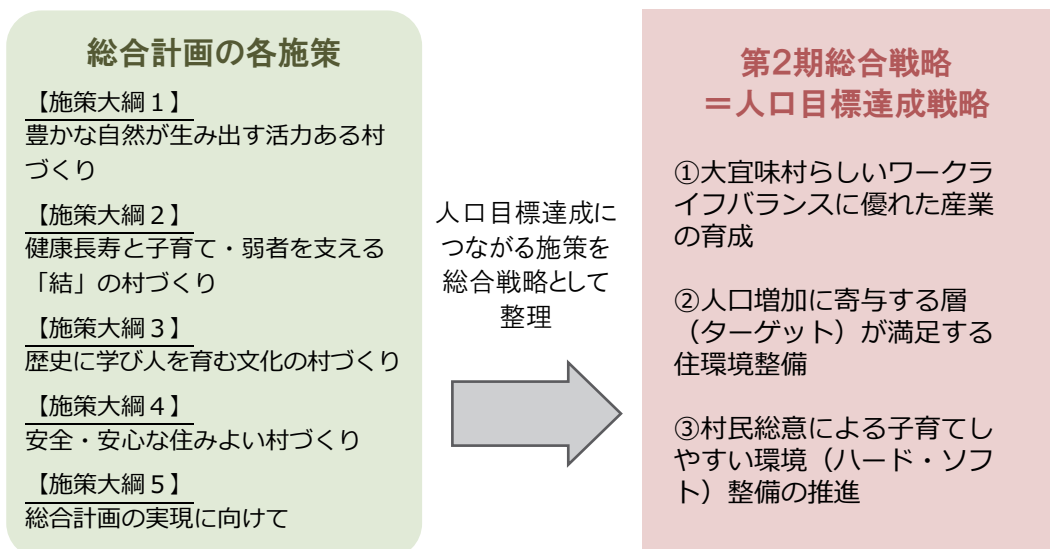 総合計画の各施策
【施策大綱１】
豊かな自然が生み出す活力ある村
づくり
【施策大綱２】
健康長寿と子育て・弱者を支える
「結」の村づくり
【施策大綱３】
歴史に学び人を育む文化の村づくり
【施策大綱４】
安全・安心な住みよい村づくり
【施策大綱５】
総合計画の実現に向けて
人口目標達成に
つながる施策を
総合戦略として
整理
第2期総合戦略
＝人口目標達成戦略
①大宜味村らしいワークラ
イフバランスに優れた産業
の育成
②人口増加に寄与する層
（ターゲット）が満足する
住環境整備
③村民総意による子育てし
やすい環境（ハード・ソフ
ト）整備の推進